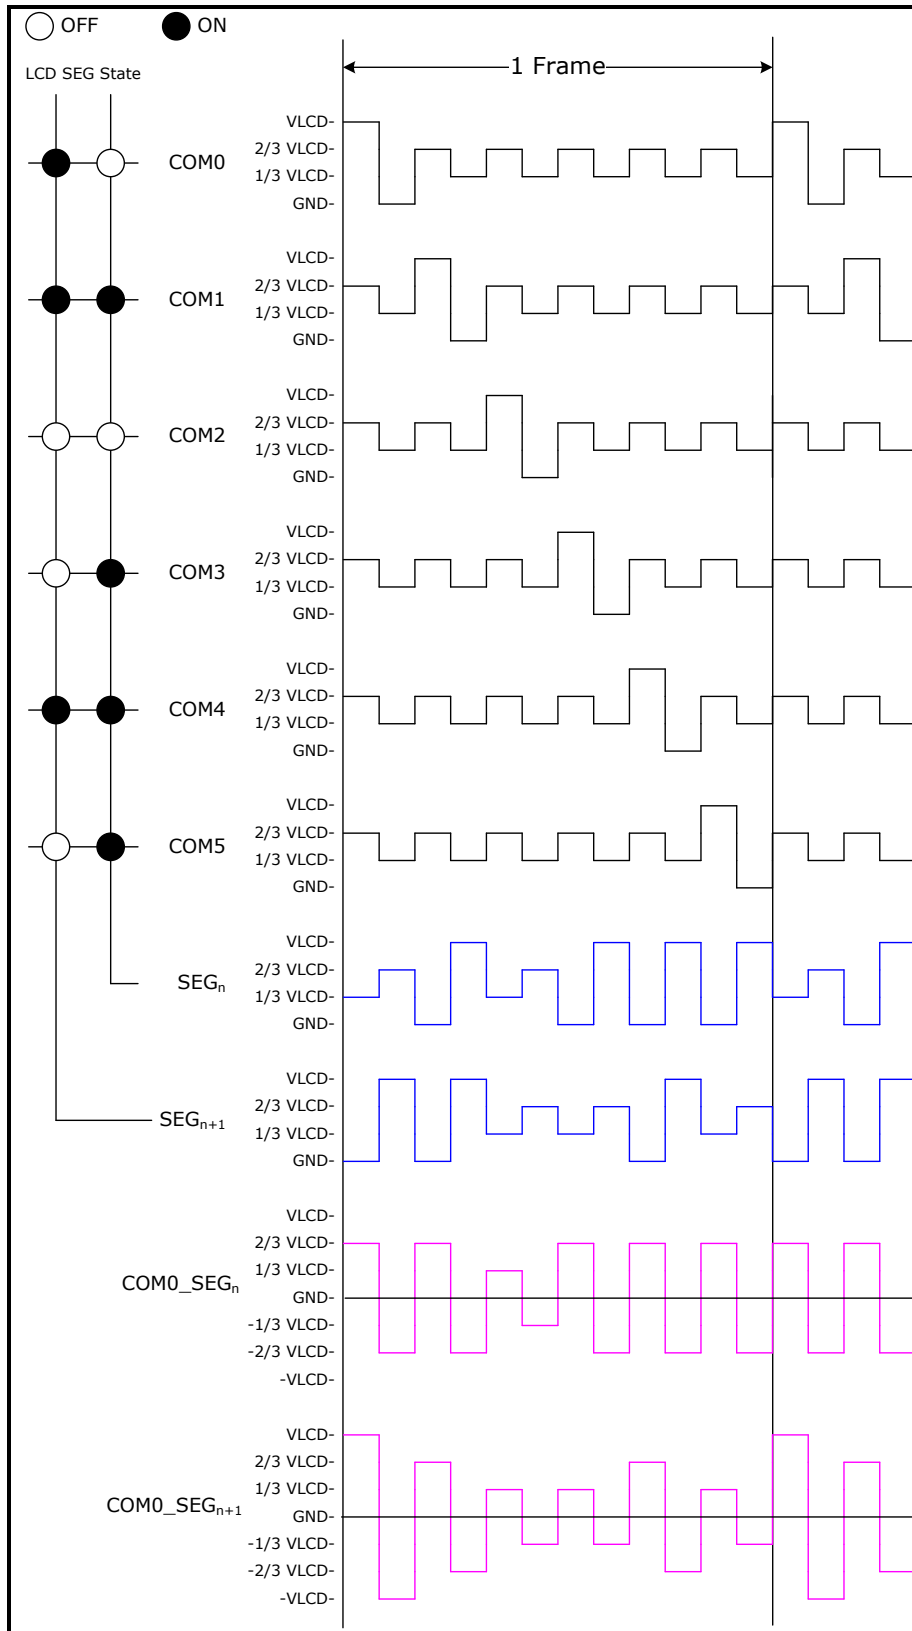 OFF ON
1 Frame
LCD SEG State
VLCD-
2/3 VLCD-
COM0
1/3 VLCD-
GND-
VLCD-
2/3 VLCD-
COM1
1/3 VLCD-
GND-
VLCD-
2/3 VLCD-
COM2
1/3 VLCD-
GND-
VLCD-
2/3 VLCD-
COM3
1/3 VLCD-
GND-
VLCD-
2/3 VLCD-
COM4
1/3 VLCD-
GND-
VLCD-
2/3 VLCD-
COM5
1/3 VLCD-
GND-
VLCD-
2/3 VLCD-
SEGn
1/3 VLCD-
GND-
VLCD-
2/3 VLCD-
SEGn+1
1/3 VLCD-
GND-
VLCD-
2/3 VLCD-
1/3 VLCD-
COM0_SEGn
GND-
-1/3 VLCD-
-2/3 VLCD-
-VLCD-
VLCD-
2/3 VLCD-
1/3 VLCD-
COM0_SEGn+1
GND-
-1/3 VLCD-
-2/3 VLCD-
-VLCD-